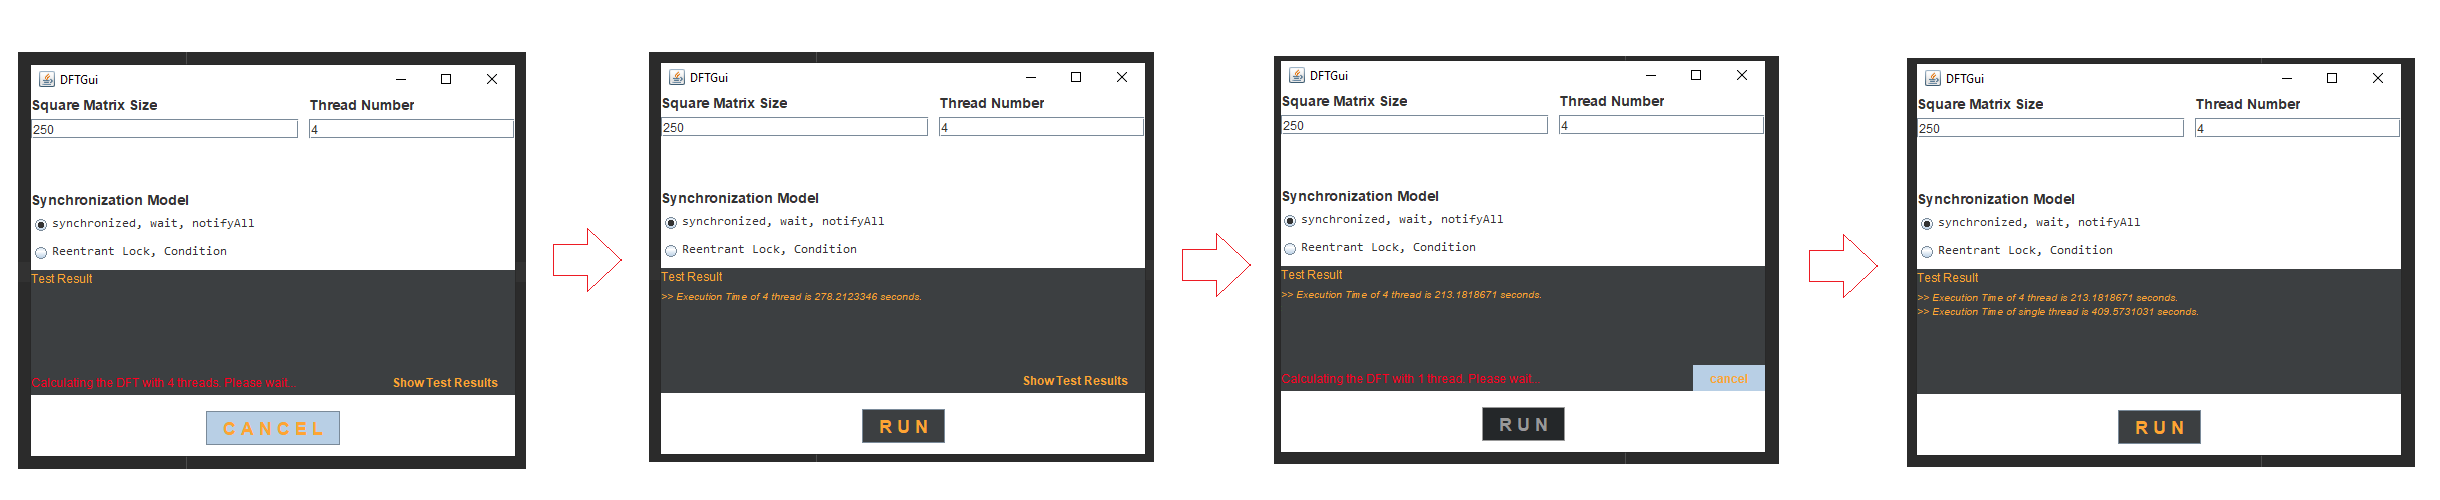 DFTGui
Square Matrix Size Thread Number
250 4
Synchronization Model
synchronized, wait, notifyAll
Reentrant Lock, Condition
Test Result
Calculating the DFT with 4 threads. Please wait... Show Test Results
CANCEL
DFTGui
Square Matrix Size Thread Number
250 4
Synchronization Model
synchronized, wait, notifyAll
Reentrant Lock, Condition
Test Result
>> Execution Time of 4 thread is 278.2123346 seconds.
Show Test Results
RUN
DFTGui
Square Matrix Size Thread Number
250 4
Synchronization Model
synchronized, wait, notifyAll
Reentrant Lock, Condition
Test Result
>> Execution Time of 4 thread is 213.1818671 seconds.
Calculating the DFT with 1 thread. Please wait... cancel
RUN
DFTGui
Square Matrix Size Thread Number
250 4
Synchronization Model
synchronized, wait, notifyAll
Reentrant Lock, Condition
Test Result
>> Execution Time of 4 thread is 213.1818671 seconds.
>> Execution Time of single thread is 409.5731031 seconds.
RUN